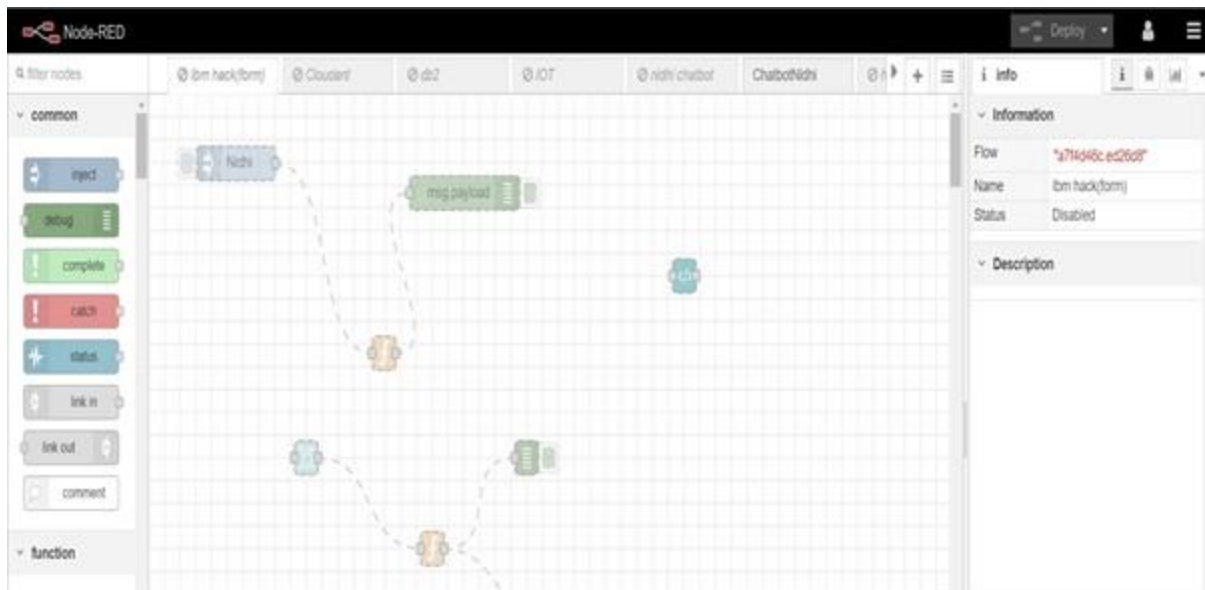 Node-RED
Deploy
filter nodes
ibm hack(form)
Cloudant
db2
IOT
nidhi chatbot
ChatbotNidhi
info
common
inject
debug
complete
catch
status
link in
link out
comment
function
Nidhi
msg.payload
Information
Flow "a7f4d46c.ed26d8"
Name ibm hack(form)
Status Disabled
Description